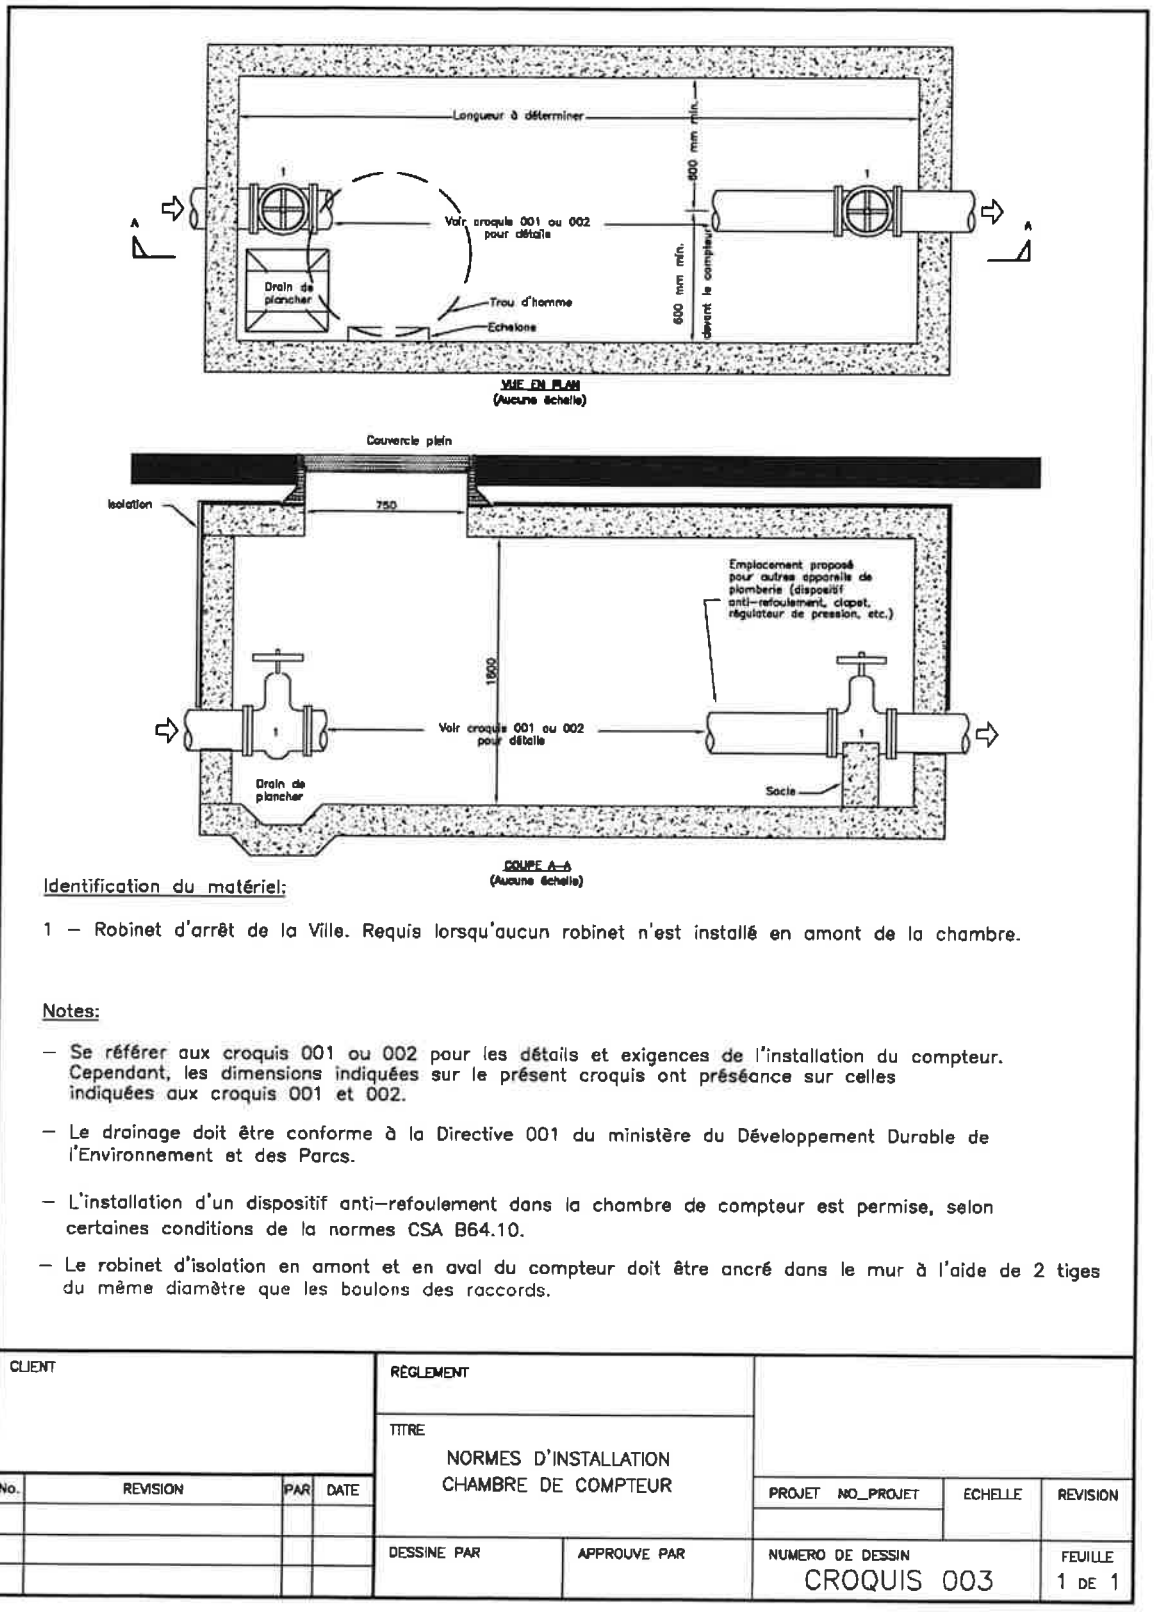 Longueur à déterminer
600 mm min.
1
1
A
A
Voir croquis 001 ou 002
pour détails
600 mm min.
devant le compteur
Drain de
plancher
Trou d'homme
Echelons
VUE EN PLAN
(Aucune échelle)
Couvercle plein
Isolation
750
Emplacement proposé
pour autres appareils de
plomberie (dispositif
anti-refoulement, clapet,
régulateur de pression, etc.)
1
Voir croquis 001 ou 002
pour détails
1
Drain de
plancher
Socle
COUPE A-A
(Aucune échelle)
Identification du matériel:
1 – Robinet d'arrêt de la Ville. Requis lorsqu'aucun robinet n'est installé en amont de la chambre.
Notes:
– Se référer aux croquis 001 ou 002 pour les détails et exigences de l'installation du compteur.
Cependant, les dimensions indiquées sur le présent croquis ont préséance sur celles
indiquées aux croquis 001 et 002.
– Le drainage doit être conforme à la Directive 001 du ministère du Développement Durable de
l'Environnement et des Parcs.
– L'installation d'un dispositif anti-refoulement dans la chambre de compteur est permise, selon
certaines conditions de la normes CSA B64.10.
– Le robinet d'isolation en amont et en aval du compteur doit être ancré dans le mur à l'aide de 2 tiges
du même diamètre que les boulons des raccords.
CLIENT
RÈGLEMENT
TITRE
NORMES D'INSTALLATION
CHAMBRE DE COMPTEUR
No. REVISION PAR DATE
PROJET NO_PROJET ECHELLE REVISION
DESSINE PAR APPROUVE PAR
NUMERO DE DESSIN
CROQUIS 003
FEUILLE
1 DE 1